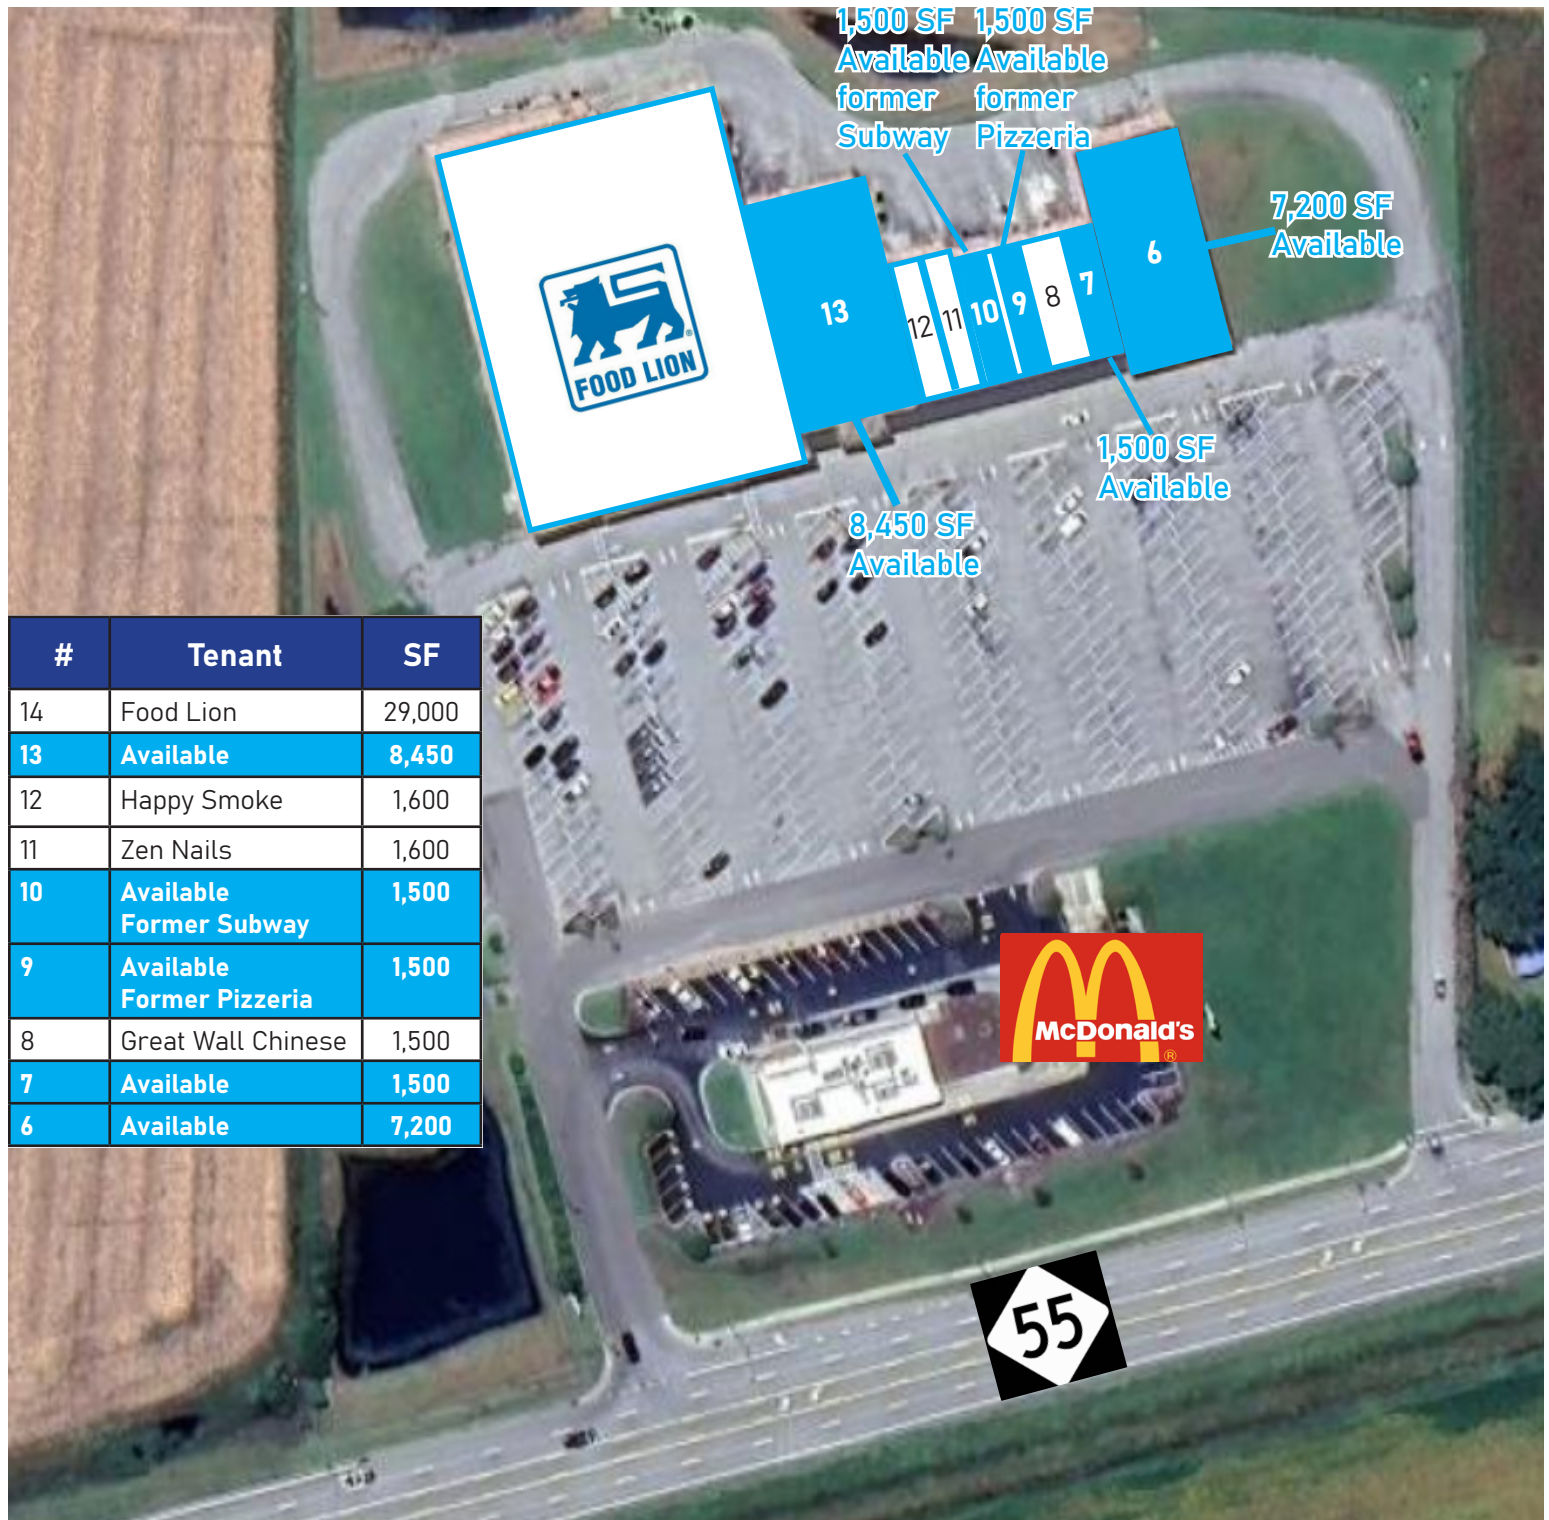 1,500 SF
Available
former
Subway
1,500 SF
Available
former
Pizzeria
7,200 SF
Available
6
7
8
9
10
11
12
13
FOOD LION
®
1,500 SF
Available
8,450 SF
Available
# Tenant SF
14 Food Lion 29,000
13 Available 8,450
12 Happy Smoke 1,600
11 Zen Nails 1,600
10 Available 1,500
Former Subway
9 Available 1,500
Former Pizzeria
8 Great Wall Chinese 1,500
7 Available 1,500
6 Available 7,200
McDonald's
®
55